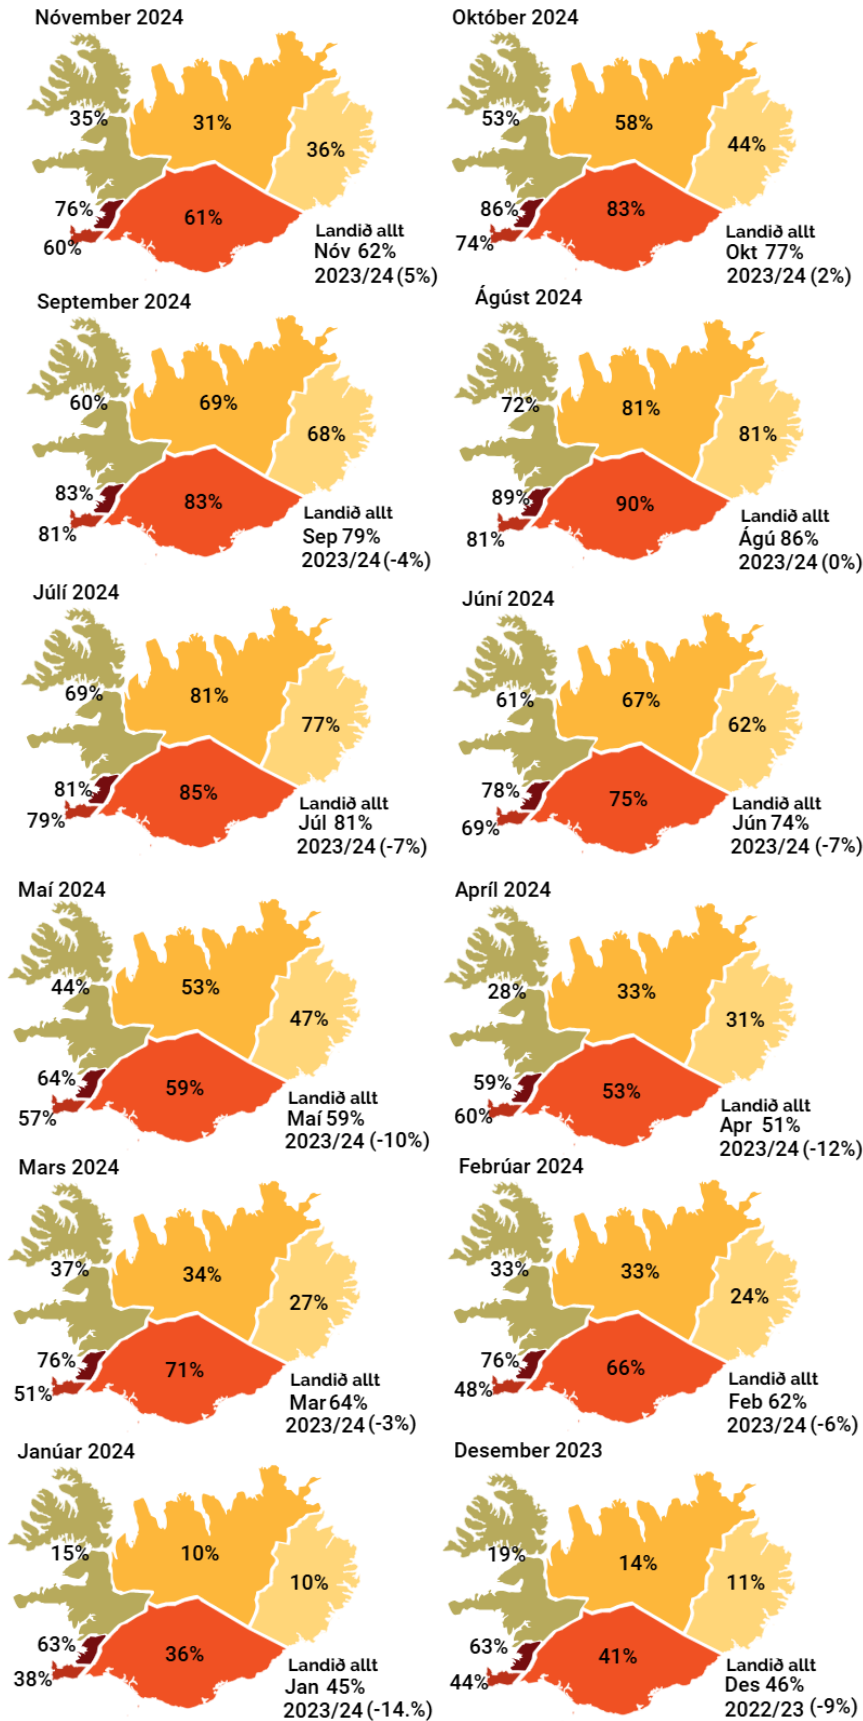 Nóvember 2024
35%
31%
36%
76%
61%
60%
Landið allt
Nóv 62%
2023/24 (5%)
Október 2024
53%
58%
44%
86%
83%
74%
Landið allt
Okt 77%
2023/24 (2%)
September 2024
60%
69%
68%
83%
83%
81%
Landið allt
Sep 79%
2023/24 (-4%)
Ágúst 2024
72%
81%
81%
89%
90%
81%
Landið allt
Ágú 86%
2023/24 (0%)
Júlí 2024
69%
81%
77%
81%
85%
79%
Landið allt
Júl 81%
2023/24 (-7%)
Júní 2024
61%
67%
62%
78%
75%
69%
Landið allt
Jún 74%
2023/24 (-7%)
Maí 2024
44%
53%
47%
64%
59%
57%
Landið allt
Maí 59%
2023/24 (-10%)
Apríl 2024
28%
33%
31%
59%
53%
60%
Landið allt
Apr 51%
2023/24 (-12%)
Mars 2024
37%
34%
27%
76%
71%
51%
Landið allt
Mar 64%
2023/24 (-3%)
Febrúar 2024
33%
33%
24%
76%
66%
48%
Landið allt
Feb 62%
2023/24 (-6%)
Janúar 2024
15%
10%
10%
63%
36%
38%
Landið allt
Jan 45%
2023/24 (-14.%)
Desember 2023
19%
14%
11%
63%
41%
44%
Landið allt
Des 46%
2022/23 (-9%)